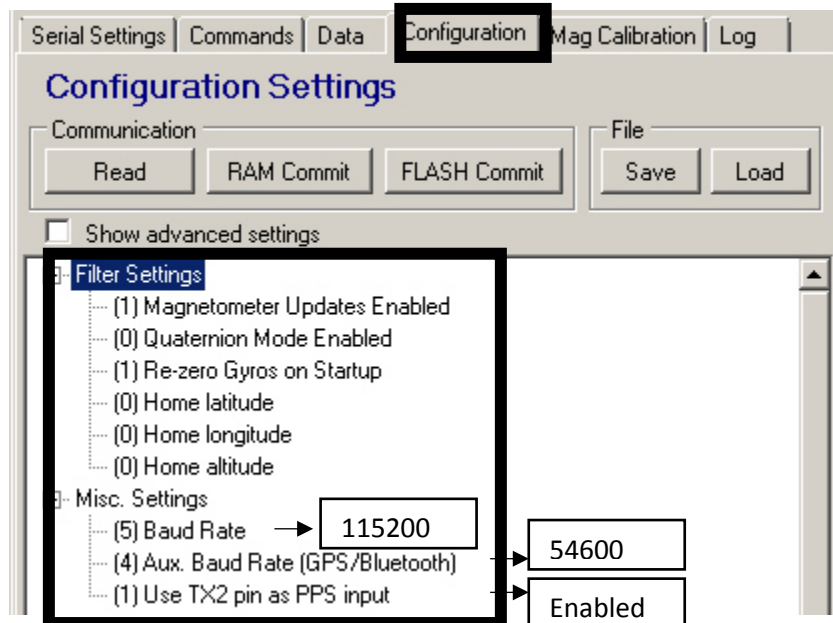 Serial Settings Commands Data Configuration Mag Calibration Log
Configuration Settings
Communication File
Read RAM Commit FLASH Commit Save Load
Show advanced settings
Filter Settings
(1) Magnetometer Updates Enabled
(0) Quaternion Mode Enabled
(1) Re-zero Gyros on Startup
(0) Home latitude
(0) Home longitude
(0) Home altitude
Misc. Settings
(5) Baud Rate 115200
(4) Aux. Baud Rate (GPS/Bluetooth) 54600
(1) Use TX2 pin as PPS input Enabled